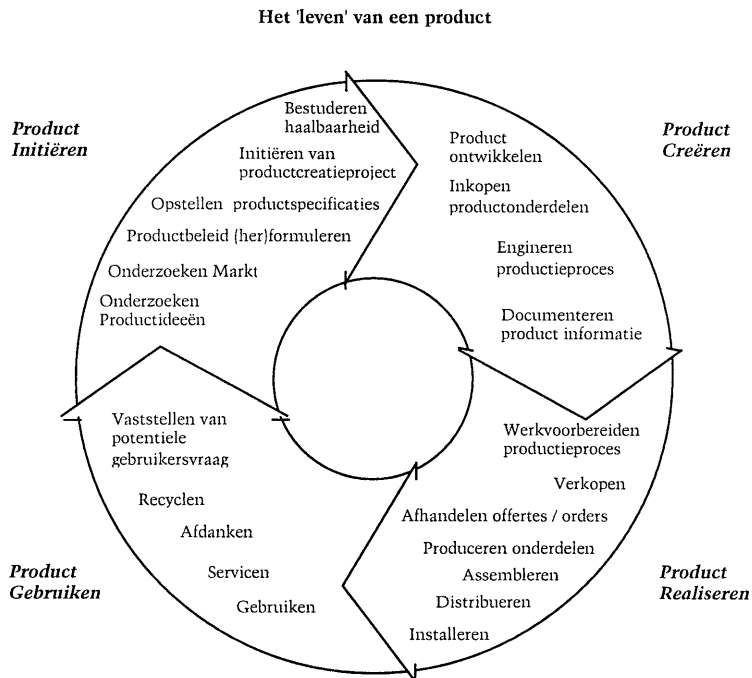 Het 'leven' van een product
Product
Initiëren
Bestuderen
haalbaarheid
Initiëren van
productcreatieproject
Opstellen productspecificaties
Productbeleid (her)formuleren
Onderzoeken Markt
Onderzoeken
Productideeën
Product
Creëren
Product
ontwikkelen
Inkopen
productonderdelen
Engineren
productieproces
Documenteren
product informatie
Werkvoorbereiden
productieproces
Verkopen
Afhandelen offertes / orders
Produceren onderdelen
Assembleren
Distribueren
Installeren
Product
Realiseren
Vaststellen van
potentiele
gebruikersvraag
Recyclen
Afdanken
Servicen
Gebruiken
Product
Gebruiken